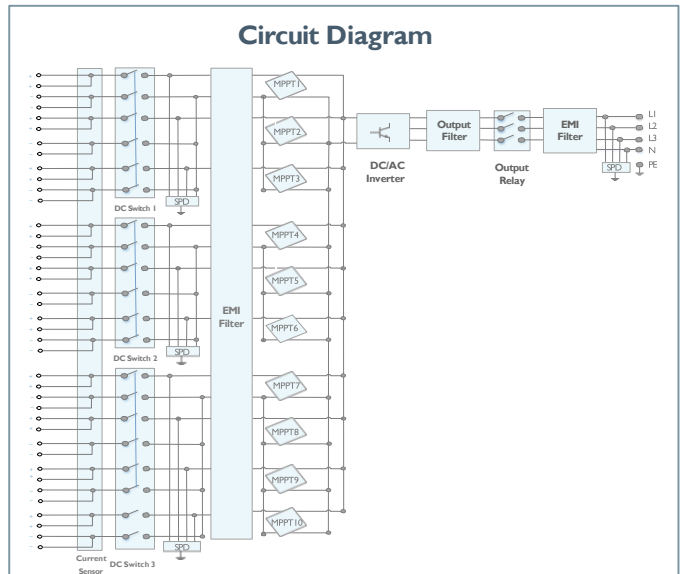 Circuit Diagram
MPPT1
MPPT2
MPPT3
SPD
DC Switch 1
MPPT4
MPPT5
EMI
Filter
MPPT6
SPD
DC Switch 2
MPPT7
MPPT8
MPPT9
MPPT10
SPD
Current
Sensor
DC Switch 3
DC/AC
Inverter
Output
Filter
Output
Relay
EMI
Filter
L1
L2
L3
N
SPD
PE